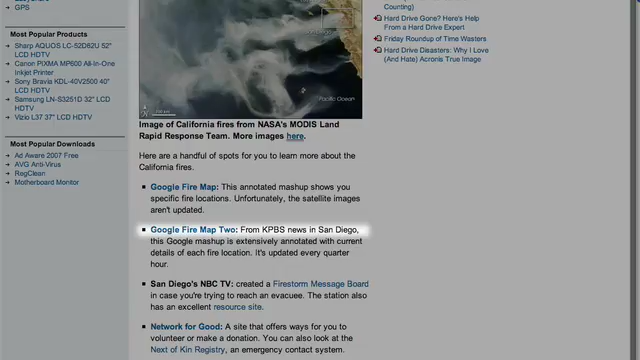 GPS
Most Popular Products
Sharp AQUOS LC-52D82U 52"
LCD HDTV
Canon PIXMA MP600 All-In-One
Inkjet Printer
Sony Bravia KDL-40V2500 40"
LCD HDTV
Samsung LN-S3251D 32" LCD
HDTV
Vizio L37 37" LCD HDTV
Most Popular Downloads
Ad Aware 2007 Free
AVG Anti-Virus
RegClean
Motherboard Monitor
Pacific Ocean
Image of California fires from NASA's MODIS Land
Rapid Response Team. More images here.
Here are a handful of spots for you to learn more about the
California fires.
Google Fire Map: This annotated mashup shows you
specific fire locations. Unfortunately, the satellite images
aren't updated.
Google Fire Map Two: From KPBS news in San Diego,
this Google mashup is extensively annotated with current
details of each fire location. It's updated every quarter
hour.
San Diego's NBC TV: created a Firestorm Message Board
in case you're trying to reach an evacuee. The station also
has an excellent resource site.
Network for Good: A site that offers ways for you to
volunteer or make a donation. You can also look at the
Next of Kin Registry, an emergency contact system.
Counting)
Hard Drive Gone? Here's Help
From a Hard Drive Expert
Friday Roundup of Time Wasters
Hard Drive Disasters: Why I Love
(And Hate) Acronis True Image